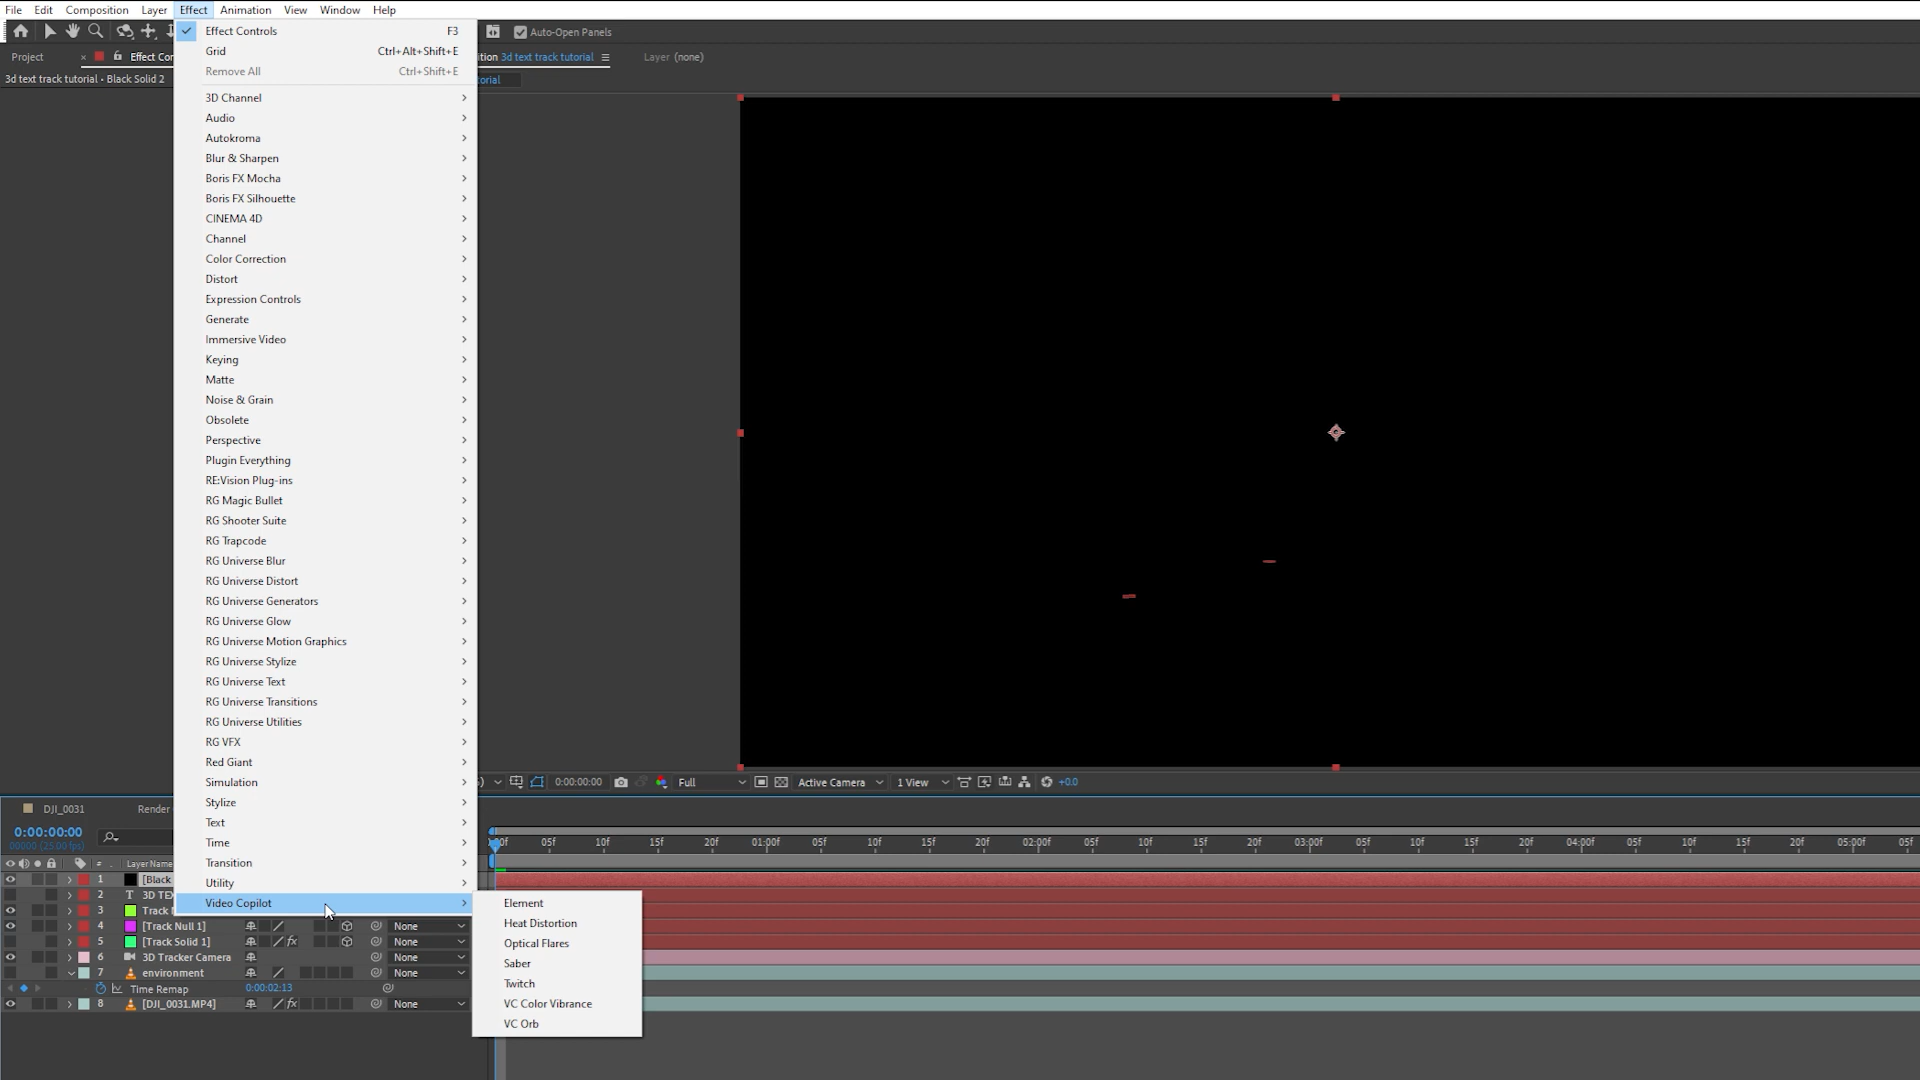 File Edit Composition Layer Effect Animation View Window Help
Auto-Open Panels
Project × Effect Con
ition 3d text track tutorial Layer (none)
3d text track tutorial • Black Solid 2
torial
Effect Controls F3
Grid Ctrl+Alt+Shift+E
Remove All Ctrl+Shift+E
3D Channel
Audio
Autokroma
Blur & Sharpen
Boris FX Mocha
Boris FX Silhouette
CINEMA 4D
Channel
Color Correction
Distort
Expression Controls
Generate
Immersive Video
Keying
Matte
Noise & Grain
Obsolete
Perspective
Plugin Everything
RE:Vision Plug-ins
RG Magic Bullet
RG Shooter Suite
RG Trapcode
RG Universe Blur
RG Universe Distort
RG Universe Generators
RG Universe Glow
RG Universe Motion Graphics
RG Universe Stylize
RG Universe Text
RG Universe Transitions
RG Universe Utilities
RG VFX
Red Giant
Simulation
Stylize
Text
Time
Transition
Utility
Video Copilot
Element
Heat Distortion
Optical Flares
Saber
Twitch
VC Color Vibrance
VC Orb
0:00:00:00 Full Active Camera 1 View +0.0
DJI_0031 Render
0:00:00:00
00000 (25.00 fps)
05f 10f 15f 20f 01:00f 05f 10f 15f 20f 02:00f 05f 10f 15f 20f 03:00f 05f 10f 15f 20f 04:00f 05f 10f 15f 20f 05:00f 05f
# Layer Name
1 [Black
2 T 3D TE
3 Track N
4 [Track Null 1] None
5 [Track Solid 1] fx None
6 3D Tracker Camera None
7 environment None
Time Remap 0:00:02:13
8 [DJI_0031.MP4] fx None